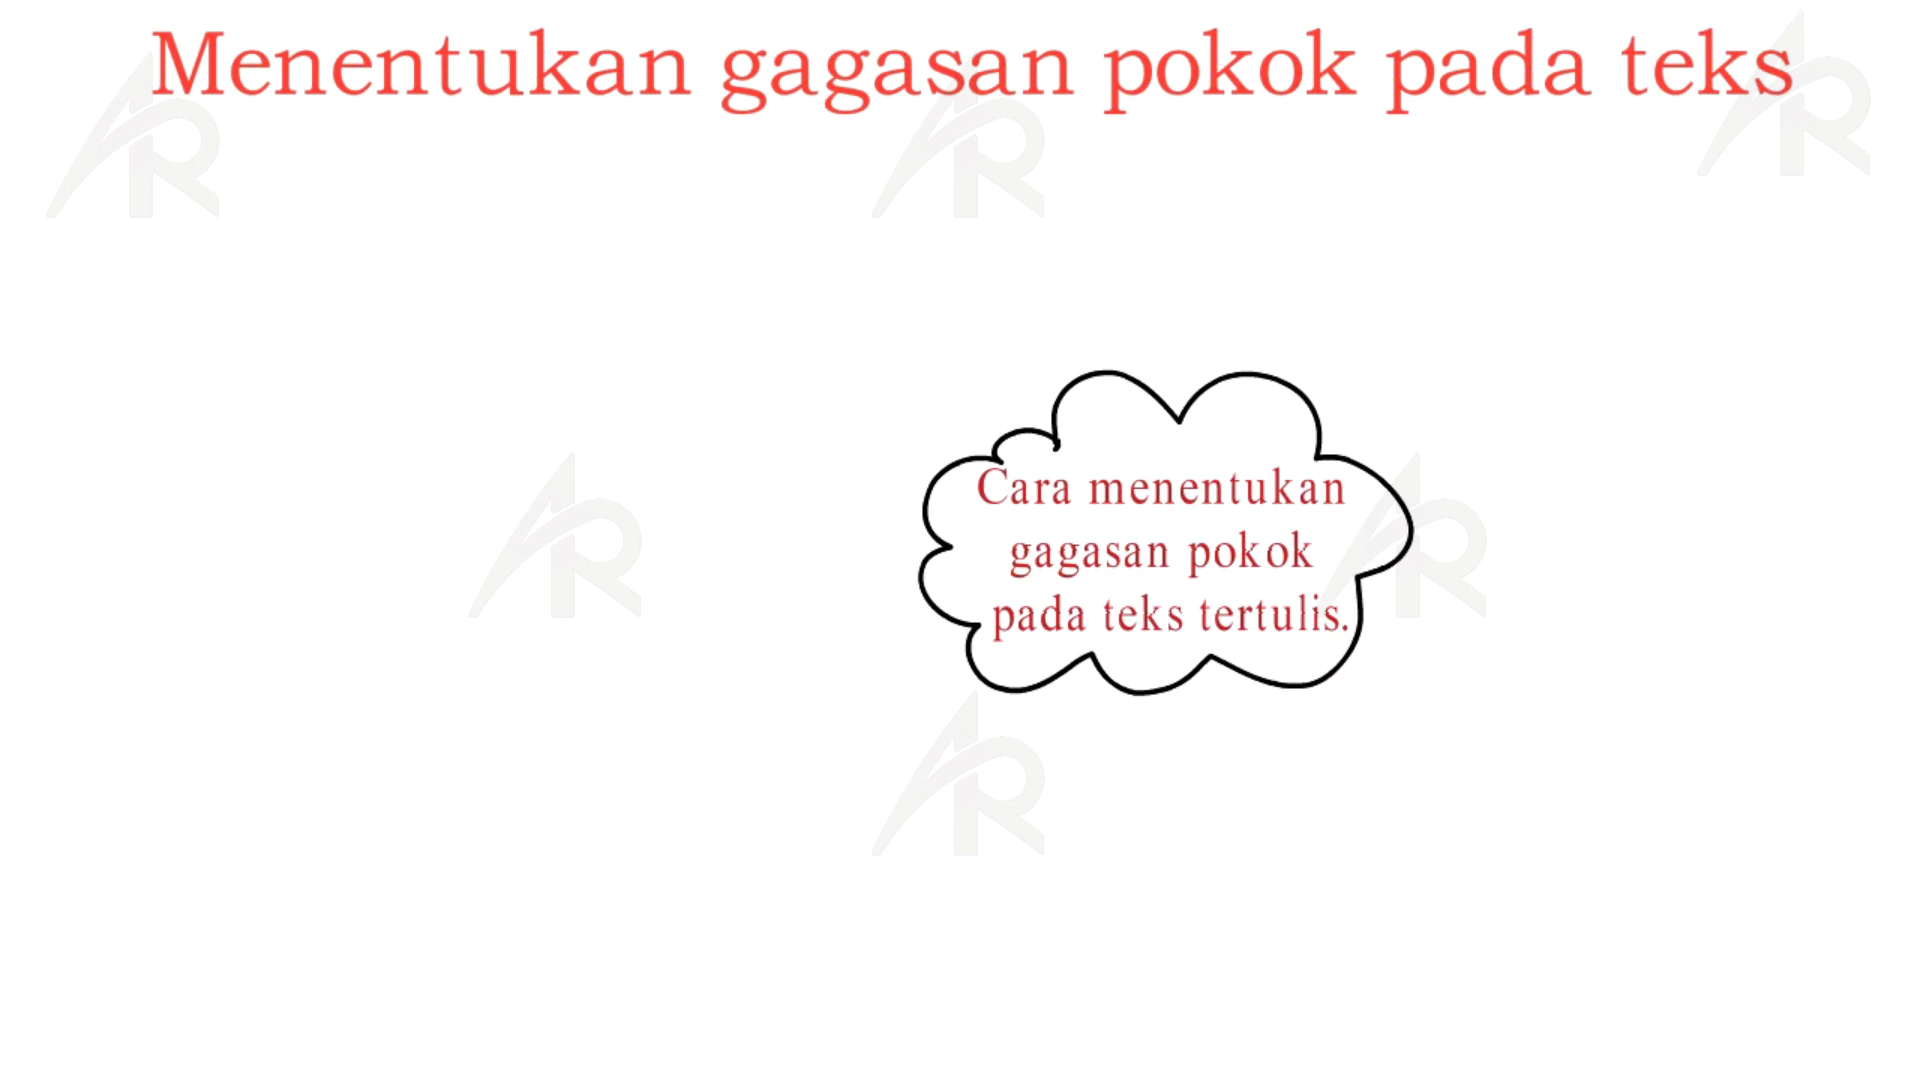 Menentukan gagasan pokok pada teks
Cara menentukan
gagasan pokok
pada teks tertulis.